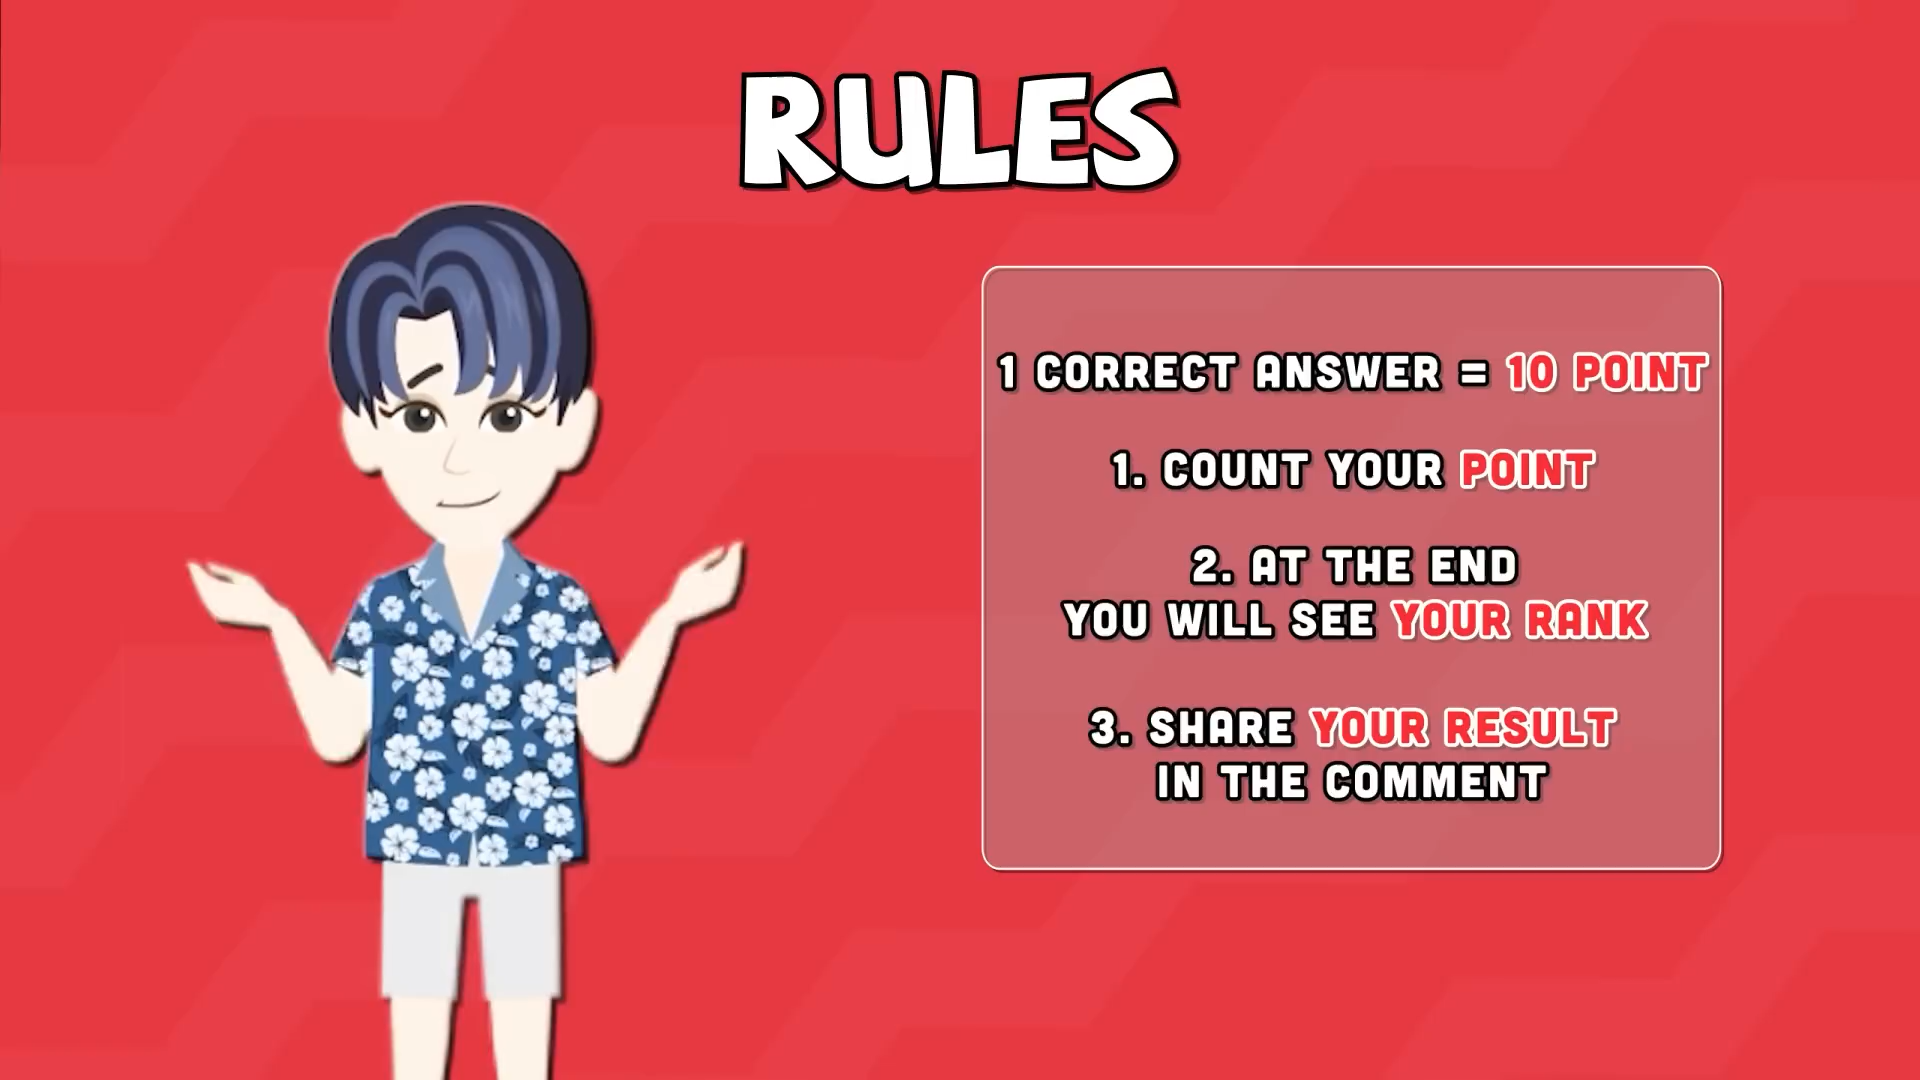 RULES
1 CORRECT ANSWER = 10 POINT
1. COUNT YOUR POINT
2. AT THE END
YOU WILL SEE YOUR RANK
3. SHARE YOUR RESULT
IN THE COMMENT